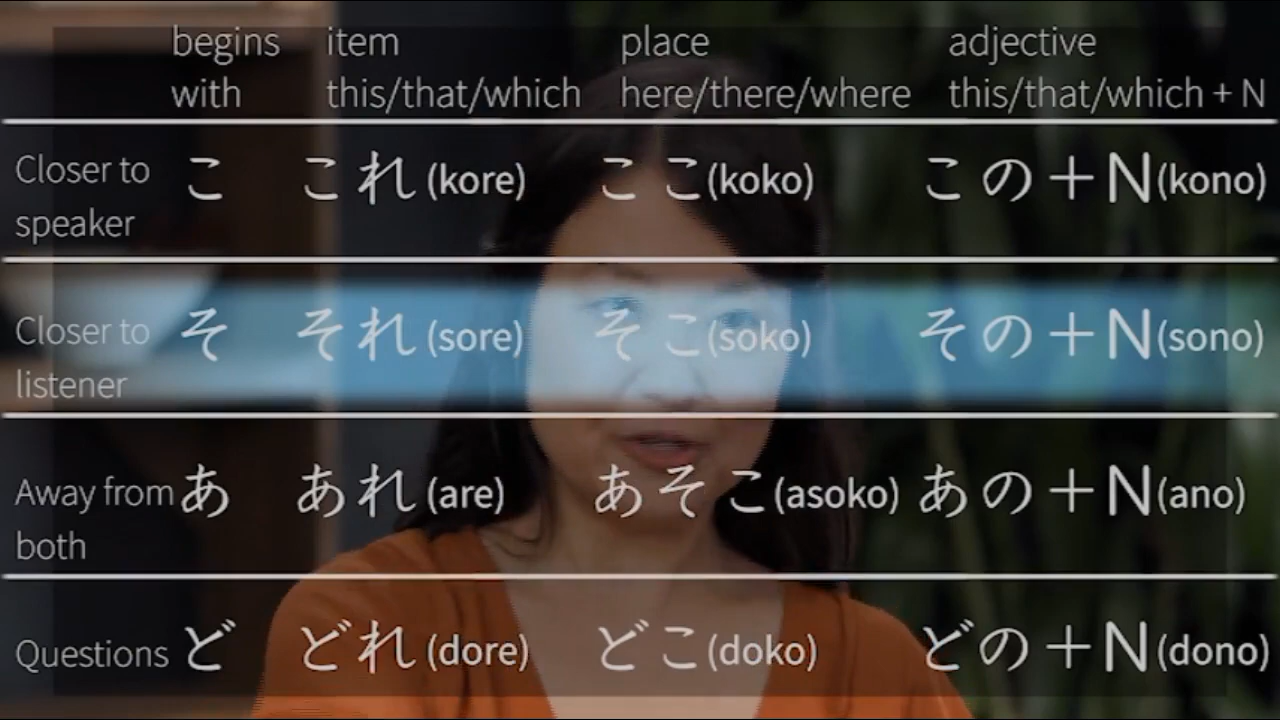 begins item place adjective
with this/that/which here/there/where this/that/which + N
Closer to こ これ (kore) ここ(koko) この+N(kono)
speaker
Closer to そ それ (sore) そこ(soko) その+N(sono)
listener
Away from あ あれ (are) あそこ(asoko) あの+N(ano)
both
Questions ど どれ (dore) どこ(doko) どの+N(dono)